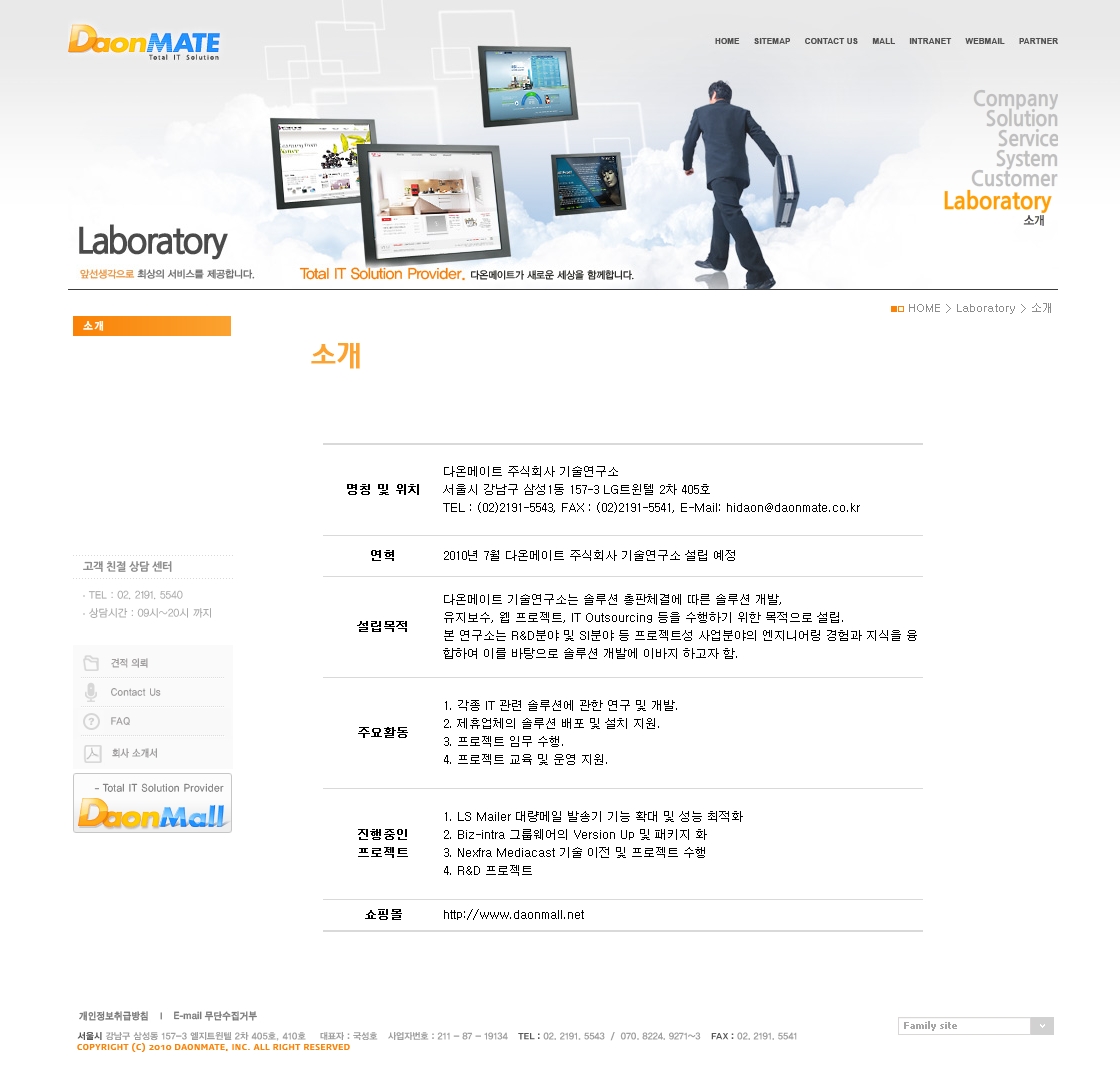 DaonMATE
Total IT Solution
HOME SITEMAP CONTACT US MALL INTRANET WEBMAIL PARTNER
Company
Solution
Service
System
Customer
Laboratory
소개
Laboratory
앞선생각으로 최상의 서비스를 제공합니다.
Total IT Solution Provider. 다온메이트가 새로운 세상을 함께합니다.
HOME > Laboratory > 소개
소개
소개
명칭 및 위치
다온메이트 주식회사 기술연구소
서울시 강남구 삼성1동 157-3 LG트윈텔 2차 405호
TEL : (02)2191-5543, FAX : (02)2191-5541, E-Mail: hidaon@daonmate.co.kr
연혁
2010년 7월 다온메이트 주식회사 기술연구소 설립 예정
설립목적
다온메이트 기술연구소는 솔루션 총판체결에 따른 솔루션 개발,
유지보수, 웹 프로젝트, IT Outsourcing 등을 수행하기 위한 목적으로 설립.
본 연구소는 R&D분야 및 SI분야 등 프로젝트성 사업분야의 엔지니어링 경험과 지식을 융
합하여 이를 바탕으로 솔루션 개발에 이바지 하고자 함.
주요활동
1. 각종 IT 관련 솔루션에 관한 연구 및 개발.
2. 제휴업체의 솔루션 배포 및 설치 지원.
3. 프로젝트 임무 수행.
4. 프로젝트 교육 및 운영 지원.
진행중인
프로젝트
1. LS Mailer 대량메일 발송기 기능 확대 및 성능 최적화
2. Biz-intra 그룹웨어의 Version Up 및 패키지 화
3. Nexfra Mediacast 기술 이전 및 프로젝트 수행
4. R&D 프로젝트
쇼핑몰
http://www.daonmall.net
고객 친절 상담 센터
· TEL : 02. 2191. 5540
· 상담시간 : 09시~20시 까지
견적 의뢰
Contact Us
FAQ
회사 소개서
- Total IT Solution Provider
DaonMall
개인정보취급방침 | E-mail 무단수집거부
서울시 강남구 삼성동 157-3 엘지트윈텔 2차 405호, 410호 대표자 : 국성호 사업자번호 : 211 - 87 - 19134 TEL : 02. 2191. 5543 / 070. 8224. 9271~3 FAX : 02. 2191. 5541
COPYRIGHT (C) 2010 DAONMATE, INC. ALL RIGHT RESERVED
Family site